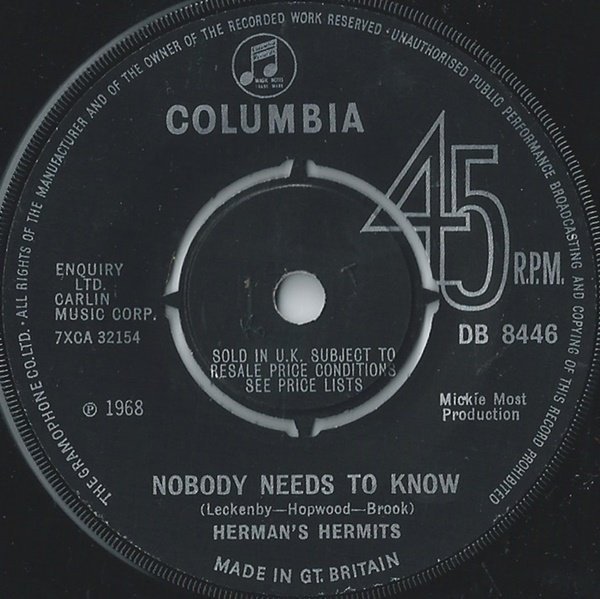 THE GRAMOPHONE CO. LTD. · ALL RIGHTS OF THE MANUFACTURER AND OF THE OWNER OF THE RECORDED WORK RESERVED · UNAUTHORISED PUBLIC PERFORMANCE BROADCASTING AND COPYING OF THIS RECORD PROHIBITED
MAGIC NOTES
TRADE MARK
COLUMBIA
45
R.P.M.
ENQUIRY
LTD.
CARLIN'
MUSIC CORP.
7XCA 32154
DB 8446
SOLD IN U.K. SUBJECT TO
RESALE PRICE CONDITIONS
SEE PRICE LISTS
℗ 1968
Mickie Most
Production
NOBODY NEEDS TO KNOW
(Leckenby—Hopwood—Brook)
HERMAN'S HERMITS
MADE IN GT. BRITAIN